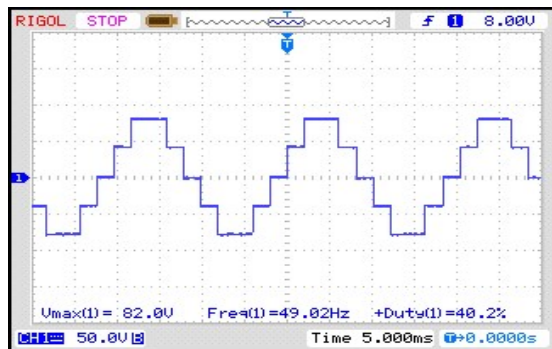 RIGOL STOP T 1 8.00V
T
1
Vmax(1)= 82.0V Freq(1)=49.02Hz +Duty(1)=40.2%
CH1 50.0V B Time 5.000ms T→0.0000s